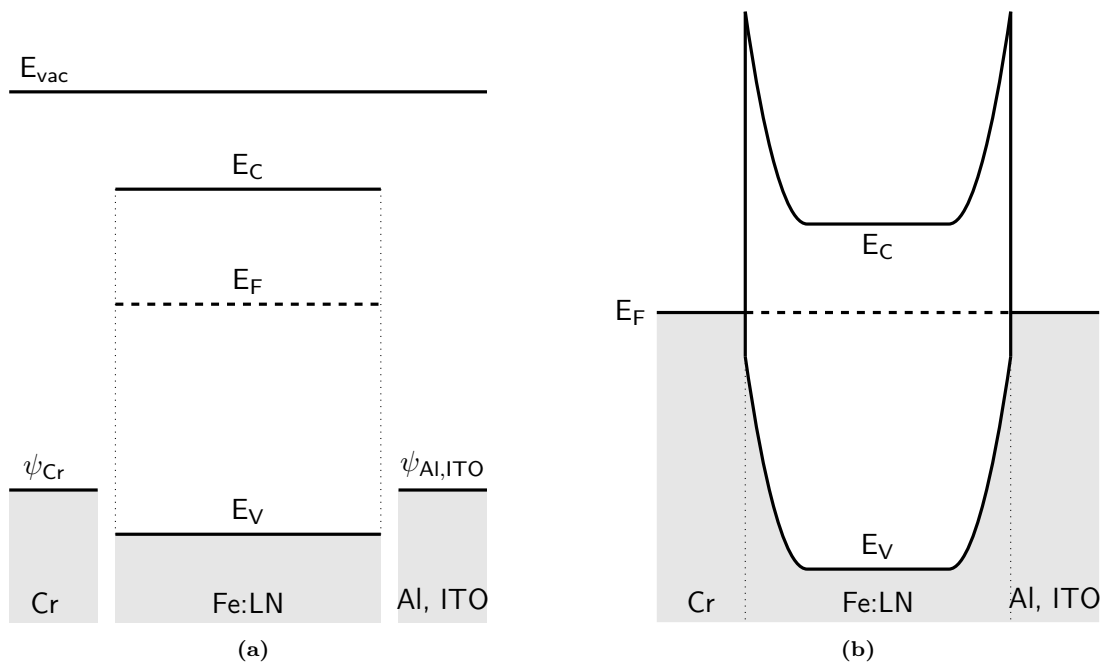 E_vac
E_C
E_F
ψ_Cr
ψ_Al,ITO
E_V
Cr
Fe:LN
Al, ITO
(a)
E_C
E_F
E_V
Cr
Fe:LN
Al, ITO
(b)